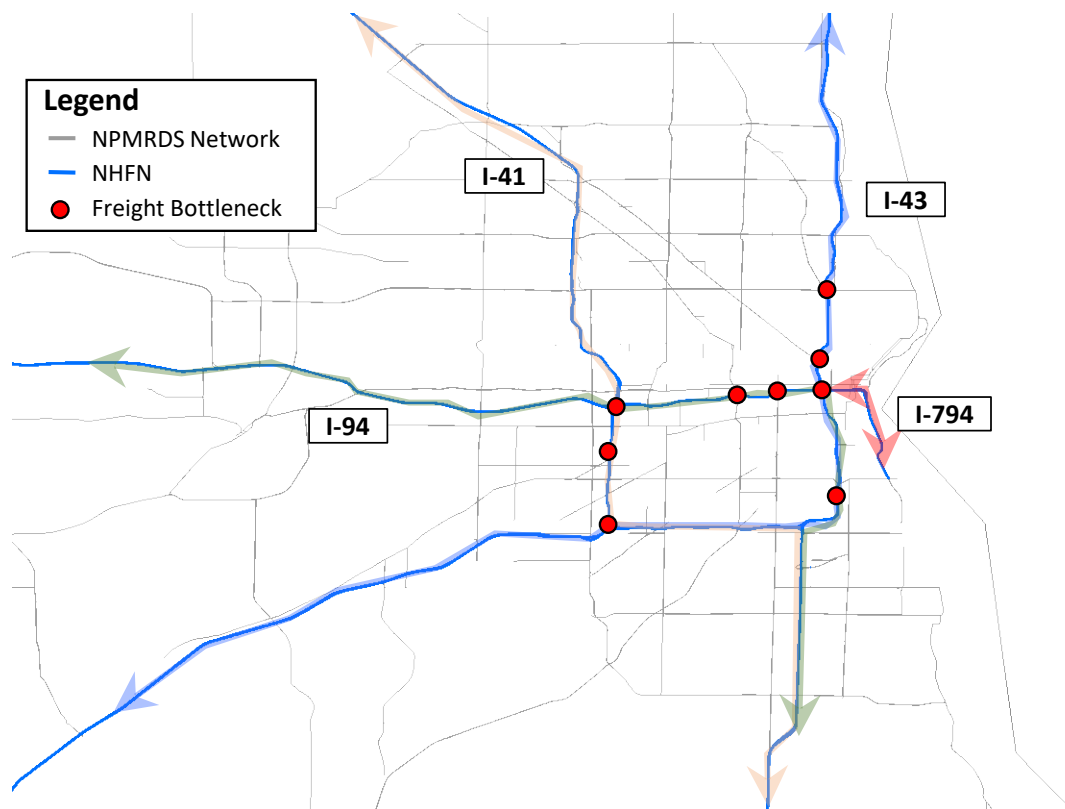 Legend
NPMRDS Network
NHFN
Freight Bottleneck
I-41
I-43
I-94
I-794